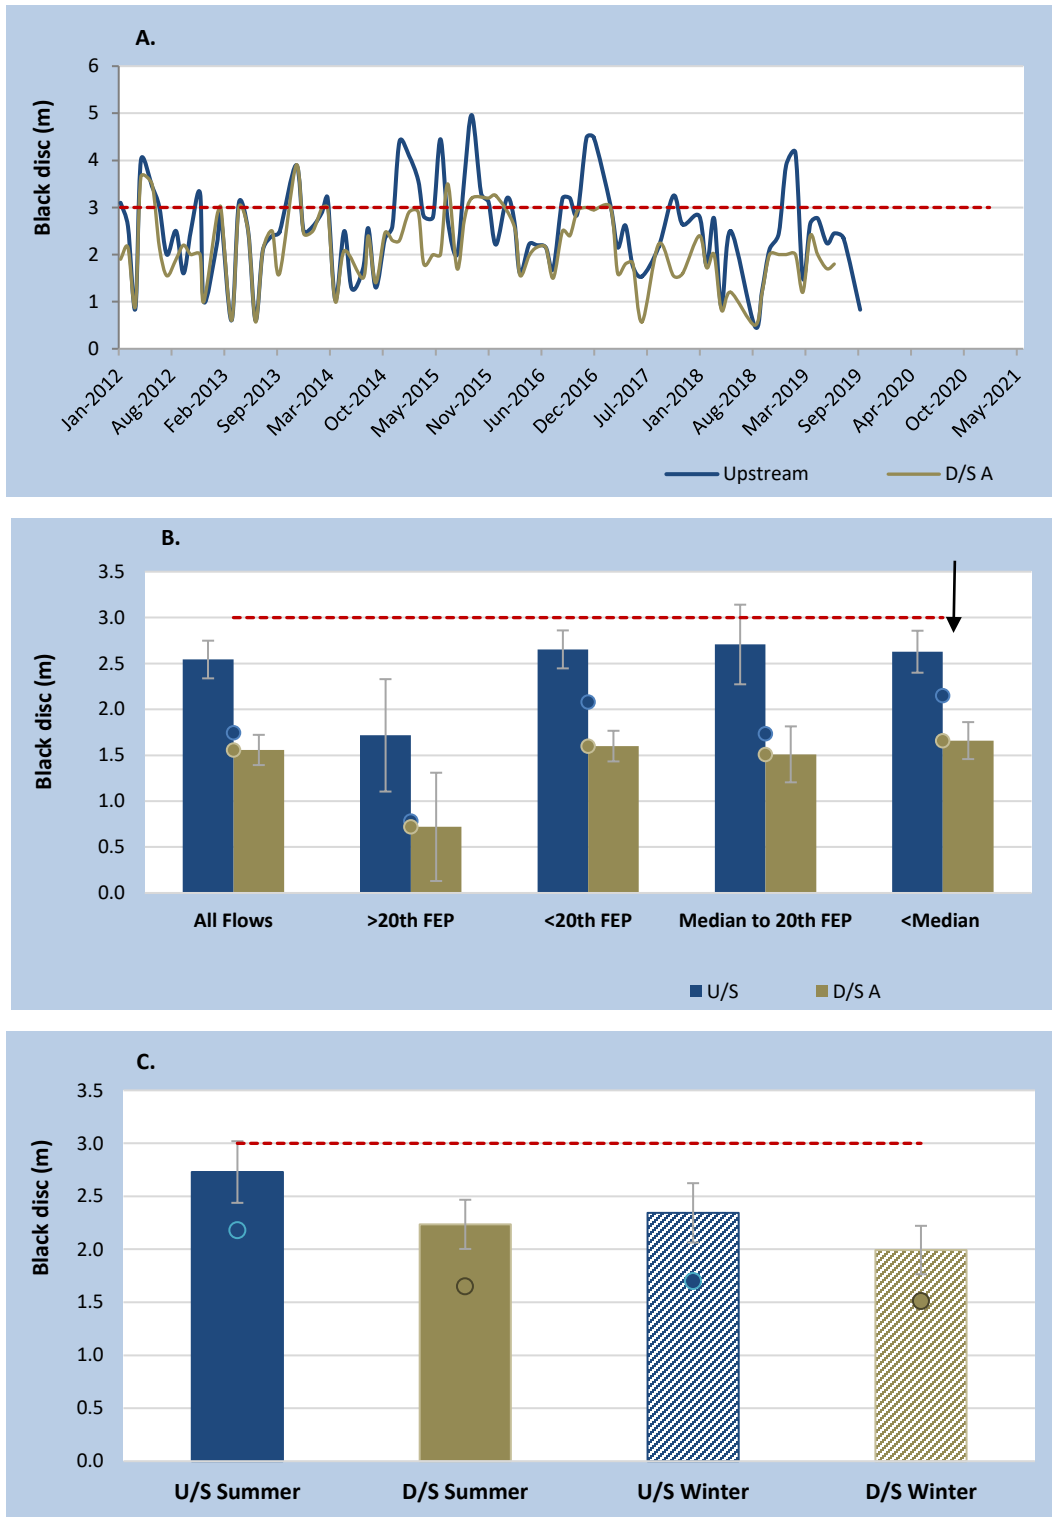 A.
Black disc (m)
6
5
4
3
2
1
0
Jan-2012
Aug-2012
Feb-2013
Sep-2013
Mar-2014
Oct-2014
May-2015
Nov-2015
Jun-2016
Dec-2016
Jul-2017
Jan-2018
Aug-2018
Mar-2019
Sep-2019
Apr-2020
Oct-2020
May-2021
Upstream
D/S A
B.
Black disc (m)
3.5
3.0
2.5
2.0
1.5
1.0
0.5
0.0
All Flows
>20th FEP
<20th FEP
Median to 20th FEP
<Median
U/S
D/S A
C.
Black disc (m)
3.5
3.0
2.5
2.0
1.5
1.0
0.5
0.0
U/S Summer
D/S Summer
U/S Winter
D/S Winter